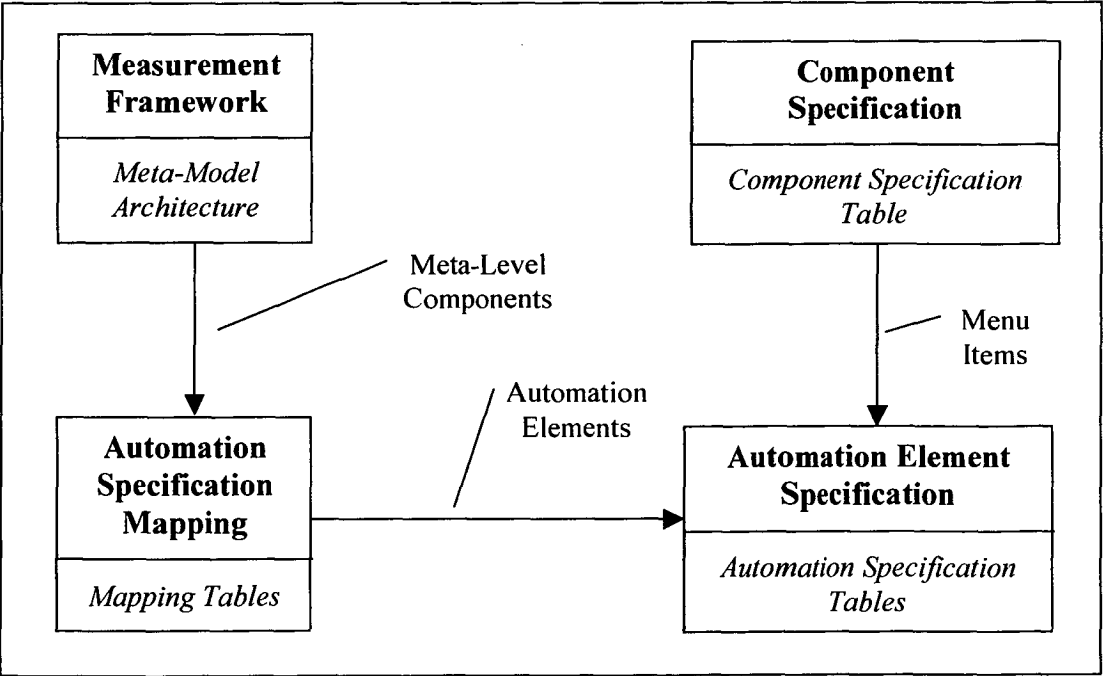 Measurement
Framework
Meta-Model
Architecture
Component
Specification
Component Specification
Table
Meta-Level
Components
Menu
Items
Automation
Elements
Automation
Specification
Mapping
Mapping Tables
Automation Element
Specification
Automation Specification
Tables